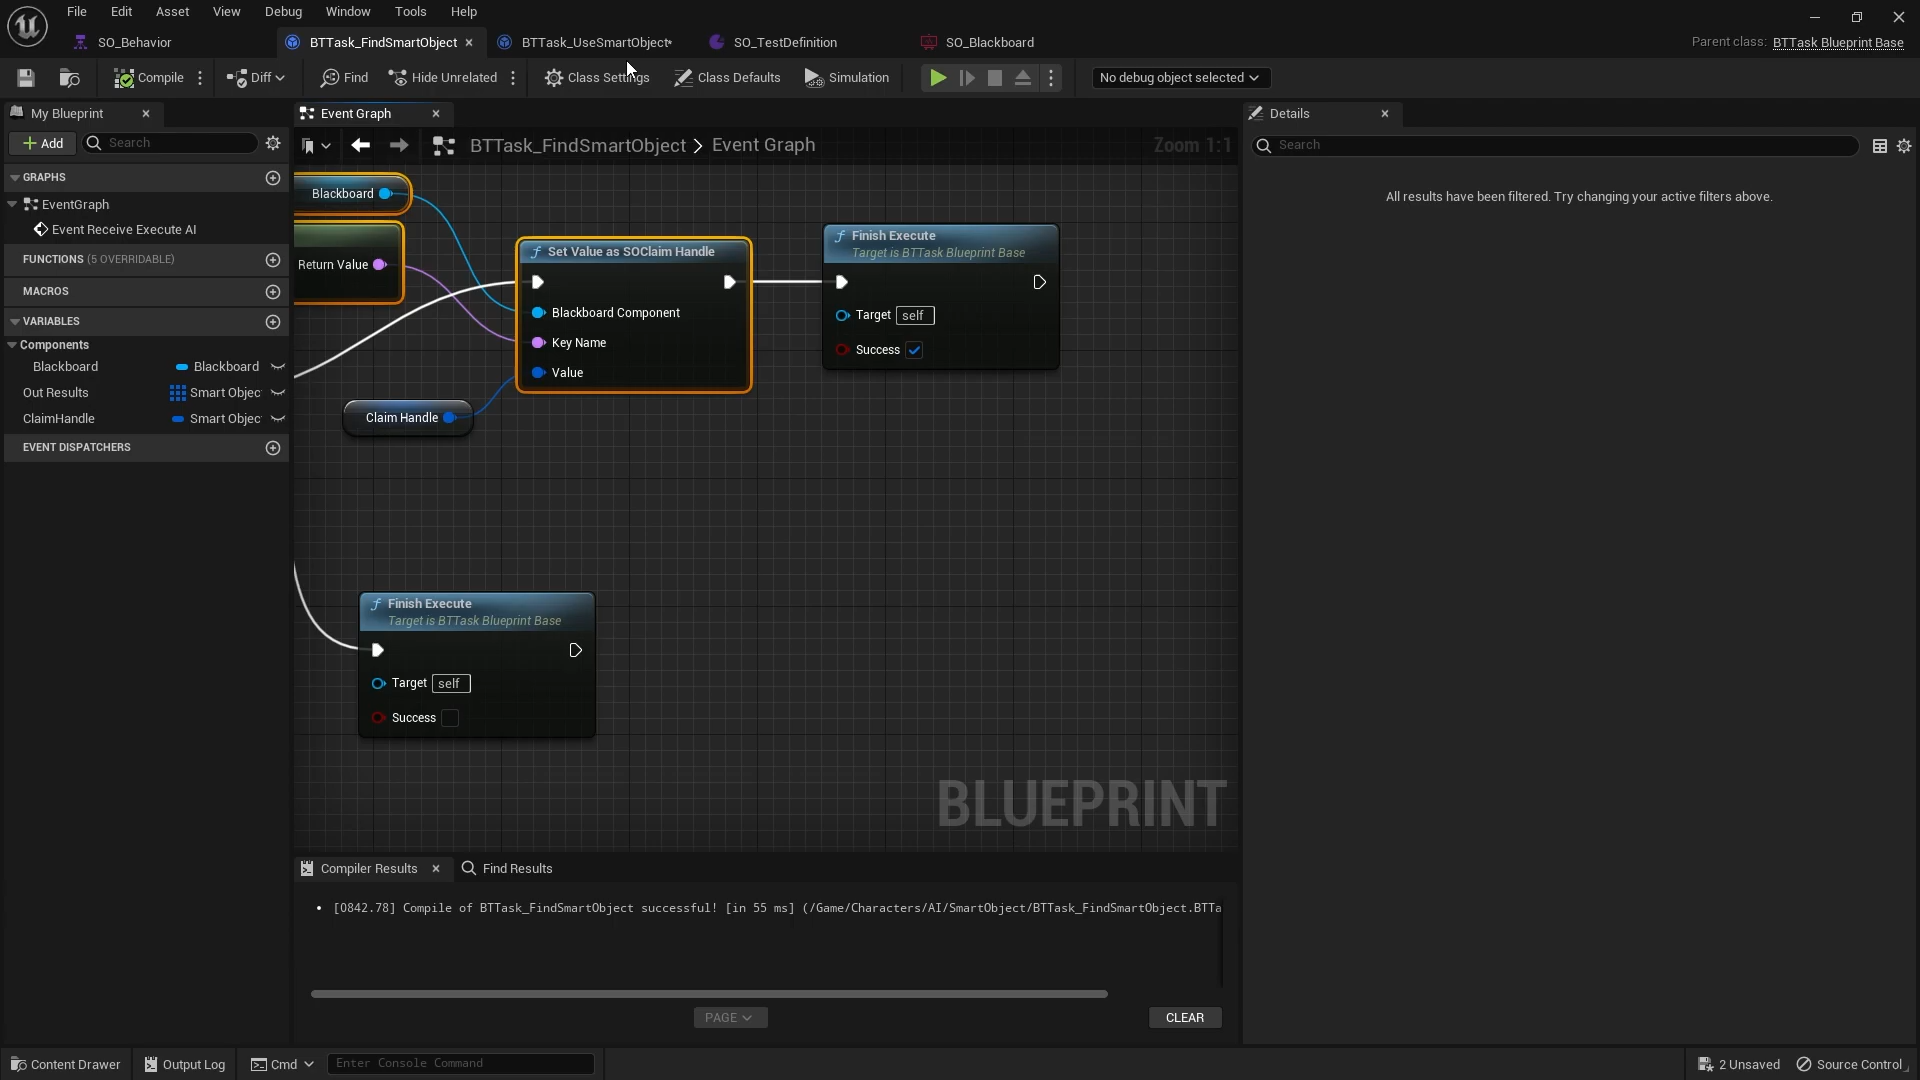 File Edit Asset View Debug Window Tools Help
SO_Behavior BTTask_FindSmartObject BTTask_UseSmartObject* SO_TestDefinition SO_Blackboard Parent class: BTTask Blueprint Base
Compile Diff Find Hide Unrelated Class Settings Class Defaults Simulation No debug object selected
My Blueprint Event Graph Details
Add Search BTTask_FindSmartObject > Event Graph Zoom 1:1 Search
All results have been filtered. Try changing your active filters above.
GRAPHS
EventGraph
Event Receive Execute AI
FUNCTIONS (5 OVERRIDABLE)
MACROS
VARIABLES
Components
Blackboard Blackboard
Out Results Smart Objec
ClaimHandle Smart Objec
EVENT DISPATCHERS
Blackboard
Return Value
Set Value as SOClaim Handle
Blackboard Component
Key Name
Value
Claim Handle
Finish Execute
Target is BTTask Blueprint Base
Target self
Success
Finish Execute
Target is BTTask Blueprint Base
Target self
Success
BLUEPRINT
Compiler Results Find Results
[0842.78] Compile of BTTask_FindSmartObject successful! [in 55 ms] (/Game/Characters/AI/SmartObject/BTTask_FindSmartObject.BTTa
PAGE CLEAR
Content Drawer Output Log Cmd Enter Console Command 2 Unsaved Source Control